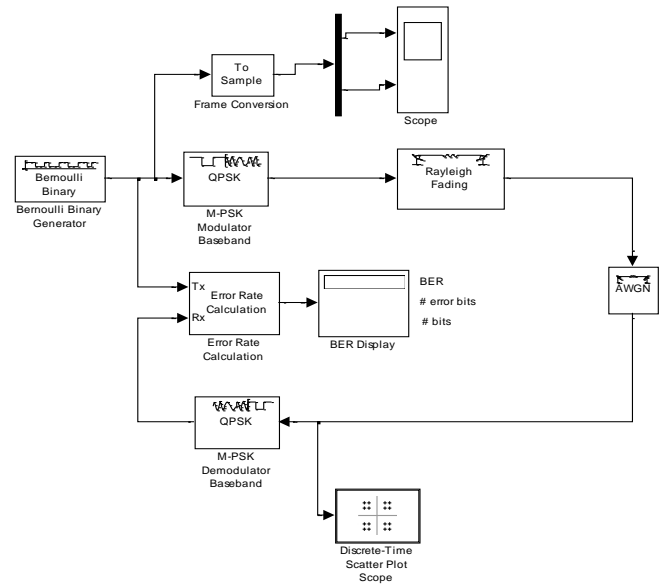 To
Sample
Frame Conversion
Scope
Bernoulli
Binary
Bernoulli Binary
Generator
QPSK
M-PSK
Modulator
Baseband
Rayleigh
Fading
AWGN
Tx
Rx
Error Rate
Calculation
Error Rate
Calculation
BER
# error bits
# bits
BER Display
QPSK
M-PSK
Demodulator
Baseband
Discrete-Time
Scatter Plot
Scope